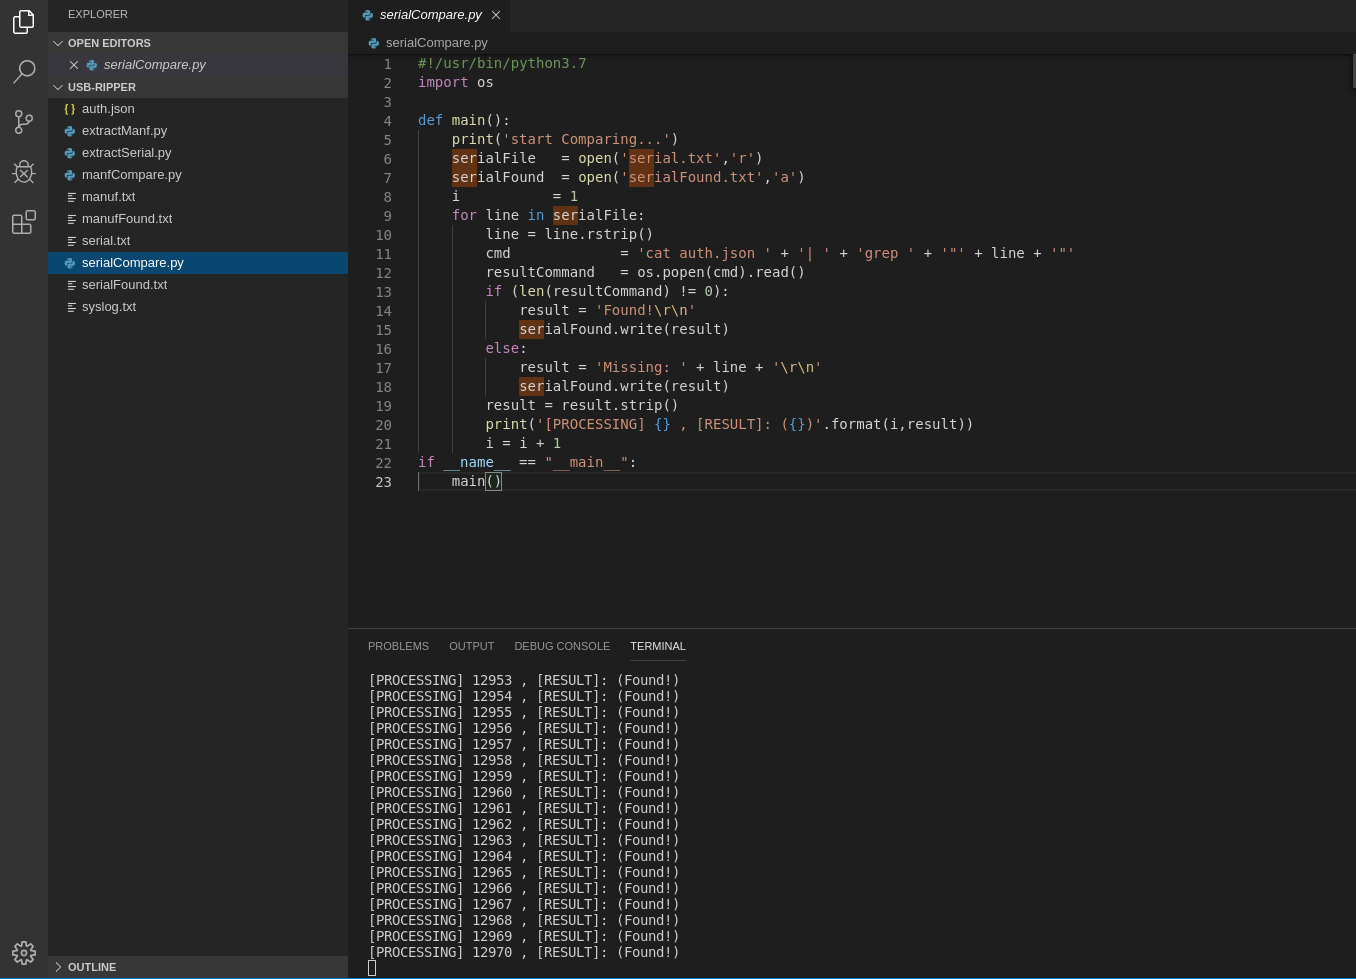 EXPLORER
OPEN EDITORS
serialCompare.py
USB-RIPPER
{} auth.json
extractManf.py
extractSerial.py
manfCompare.py
manuf.txt
manufFound.txt
serial.txt
serialCompare.py
serialFound.txt
syslog.txt
OUTLINE
serialCompare.py
serialCompare.py
1 #!/usr/bin/python3.7
2 import os
3
4 def main():
5     print('start Comparing...')
6     serialFile   = open('serial.txt','r')
7     serialFound  = open('serialFound.txt','a')
8     i           = 1
9     for line in serialFile:
10         line = line.rstrip()
11         cmd             = 'cat auth.json ' + '| ' + 'grep ' + '"' + line + '"'
12         resultCommand   = os.popen(cmd).read()
13         if (len(resultCommand) != 0):
14             result = 'Found!\r\n'
15             serialFound.write(result)
16         else:
17             result = 'Missing: ' + line + '\r\n'
18             serialFound.write(result)
19         result = result.strip()
20         print('[PROCESSING] {} , [RESULT]: ({})'.format(i,result))
21         i = i + 1
22 if __name__ == "__main__":
23     main()
PROBLEMS OUTPUT DEBUG CONSOLE TERMINAL
[PROCESSING] 12953 , [RESULT]: (Found!)
[PROCESSING] 12954 , [RESULT]: (Found!)
[PROCESSING] 12955 , [RESULT]: (Found!)
[PROCESSING] 12956 , [RESULT]: (Found!)
[PROCESSING] 12957 , [RESULT]: (Found!)
[PROCESSING] 12958 , [RESULT]: (Found!)
[PROCESSING] 12959 , [RESULT]: (Found!)
[PROCESSING] 12960 , [RESULT]: (Found!)
[PROCESSING] 12961 , [RESULT]: (Found!)
[PROCESSING] 12962 , [RESULT]: (Found!)
[PROCESSING] 12963 , [RESULT]: (Found!)
[PROCESSING] 12964 , [RESULT]: (Found!)
[PROCESSING] 12965 , [RESULT]: (Found!)
[PROCESSING] 12966 , [RESULT]: (Found!)
[PROCESSING] 12967 , [RESULT]: (Found!)
[PROCESSING] 12968 , [RESULT]: (Found!)
[PROCESSING] 12969 , [RESULT]: (Found!)
[PROCESSING] 12970 , [RESULT]: (Found!)